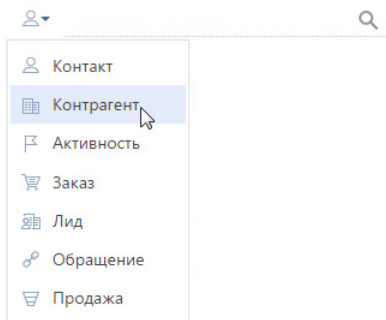 Контакт
Контрагент
Активность
Заказ
Лид
Обращение
Продажа